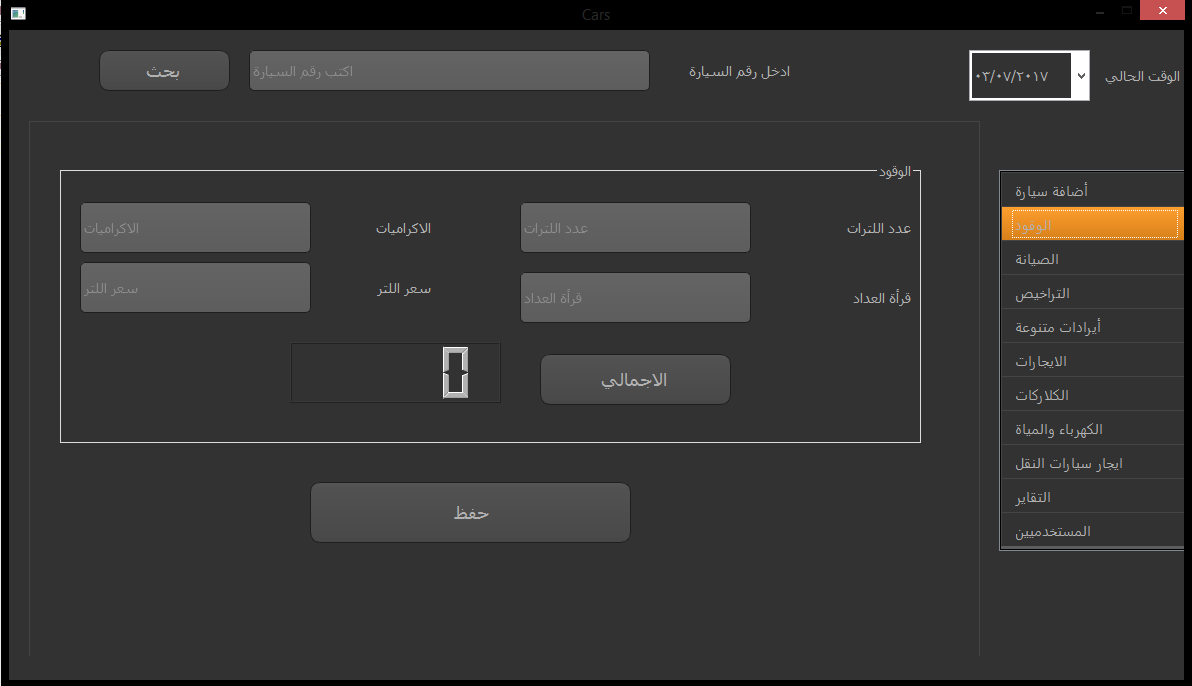 Cars
الوقت الحالي
٠٣/٠٧/٢٠١٧
ادخل رقم السيارة
اكتب رقم السيارة
بحث
أضافة سيارة
الوقود
الصيانة
التراخيص
أيرادات متنوعة
الايجارات
الكلاركات
الكهرباء والمياة
ايجار سيارات النقل
التقاير
المستخدميين
الوقود
عدد اللترات
عدد اللترات
الاكراميات
الاكراميات
قرأة العداد
قرأة العداد
سعر اللتر
سعر اللتر
الاجمالي
0
حفظ